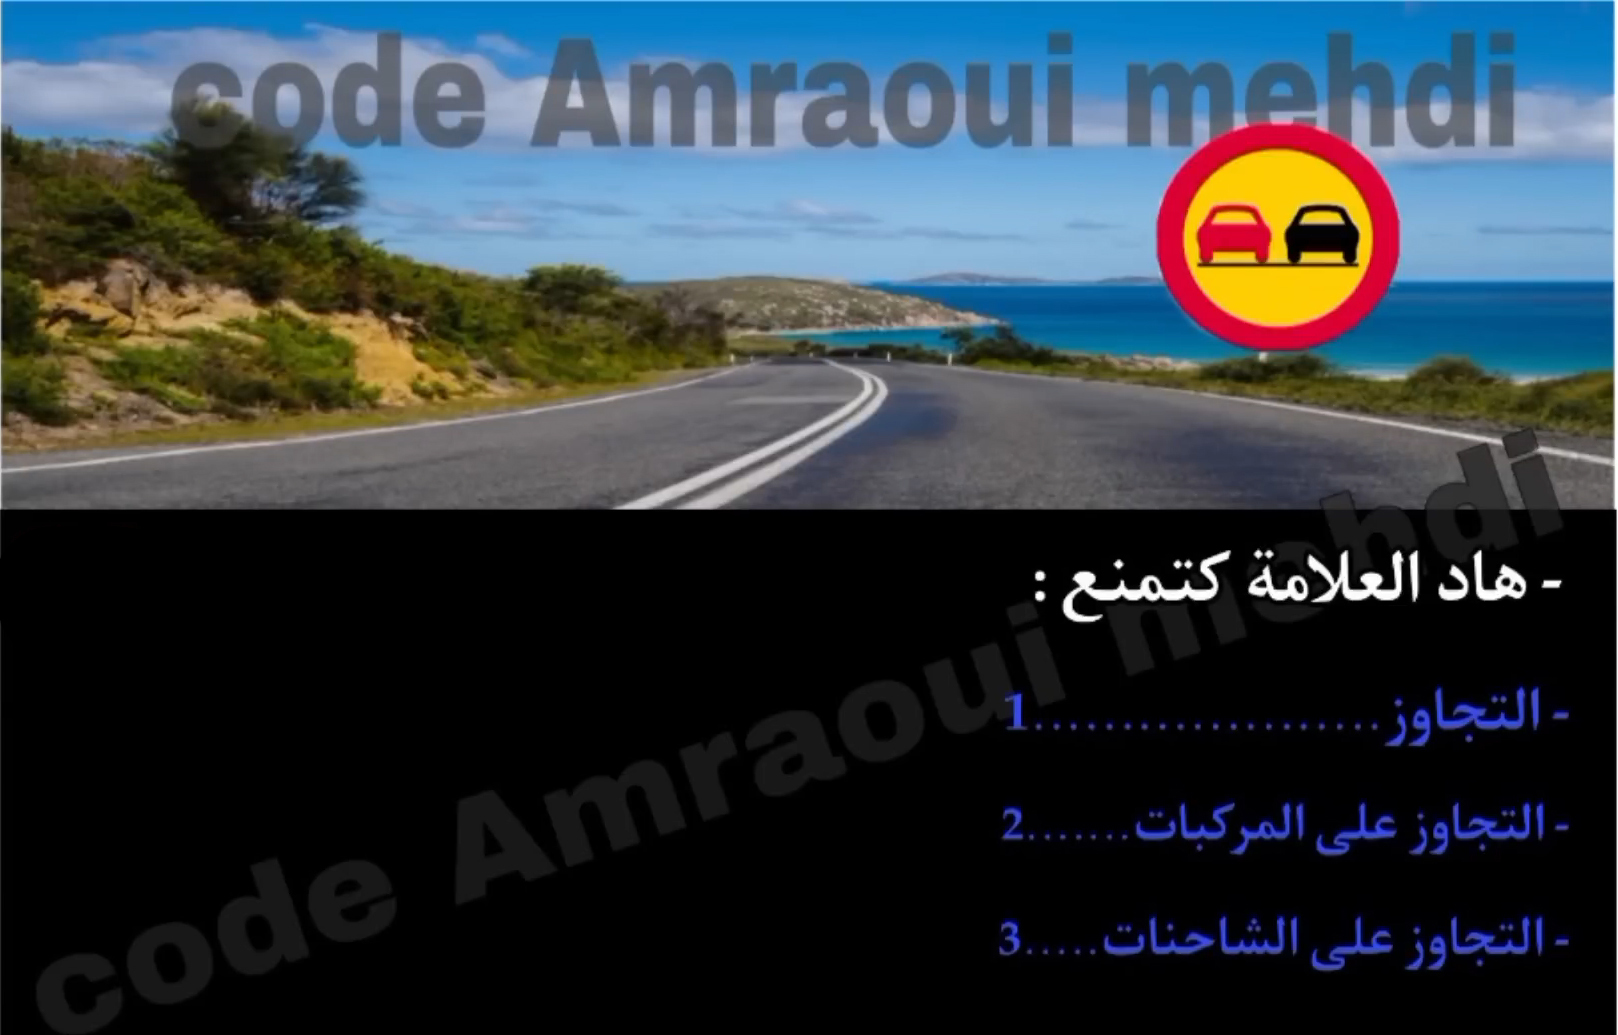 code Amraoui mehdi
- هاد العلامة كتمنع :
- التجاوز....................1
- التجاوز على المركبات.......2
- التجاوز على الشاحنات.....3
code Amraoui mehdi